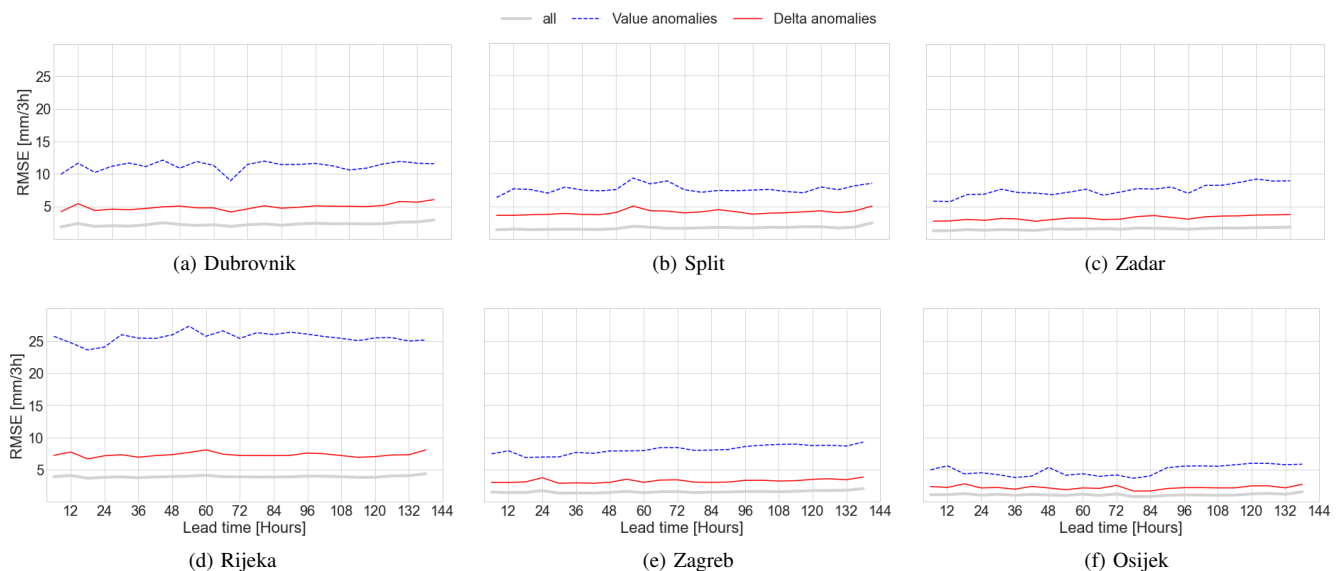 all Value anomalies Delta anomalies
RMSE [mm/3h]
25
20
15
10
5
(a) Dubrovnik
(b) Split
(c) Zadar
RMSE [mm/3h]
25
20
15
10
5
12 24 36 48 60 72 84 96 108 120 132 144
Lead time [Hours]
(d) Rijeka
12 24 36 48 60 72 84 96 108 120 132 144
Lead time [Hours]
(e) Zagreb
12 24 36 48 60 72 84 96 108 120 132 144
Lead time [Hours]
(f) Osijek